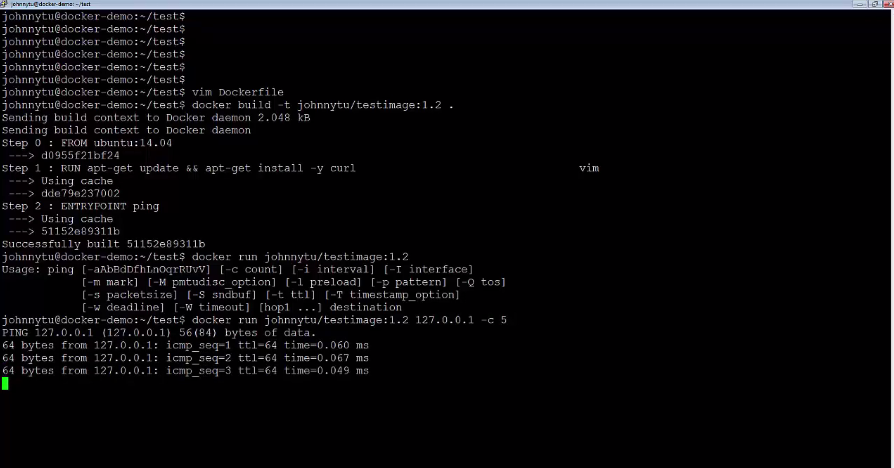 johnnytu@docker-demo: ~/test
johnnytu@docker-demo:~/test$
johnnytu@docker-demo:~/test$
johnnytu@docker-demo:~/test$
johnnytu@docker-demo:~/test$
johnnytu@docker-demo:~/test$
johnnytu@docker-demo:~/test$
johnnytu@docker-demo:~/test$ vim Dockerfile
johnnytu@docker-demo:~/test$ docker build -t johnnytu/testimage:1.2 .
Sending build context to Docker daemon 2.048 kB
Sending build context to Docker daemon
Step 0 : FROM ubuntu:14.04
 ---> d0955f21bf24
Step 1 : RUN apt-get update && apt-get install -y curl vim
 ---> Using cache
 ---> dde79e237002
Step 2 : ENTRYPOINT ping
 ---> Using cache
 ---> 51152e89311b
Successfully built 51152e89311b
johnnytu@docker-demo:~/test$ docker run johnnytu/testimage:1.2
Usage: ping [-aAbBdDfhLnOqrRUvV] [-c count] [-i interval] [-I interface]
            [-m mark] [-M pmtudisc_option] [-l preload] [-p pattern] [-Q tos]
            [-s packetsize] [-S sndbuf] [-t ttl] [-T timestamp_option]
            [-w deadline] [-W timeout] [hop1 ...] destination
johnnytu@docker-demo:~/test$ docker run johnnytu/testimage:1.2 127.0.0.1 -c 5
PING 127.0.0.1 (127.0.0.1) 56(84) bytes of data.
64 bytes from 127.0.0.1: icmp_seq=1 ttl=64 time=0.060 ms
64 bytes from 127.0.0.1: icmp_seq=2 ttl=64 time=0.067 ms
64 bytes from 127.0.0.1: icmp_seq=3 ttl=64 time=0.049 ms